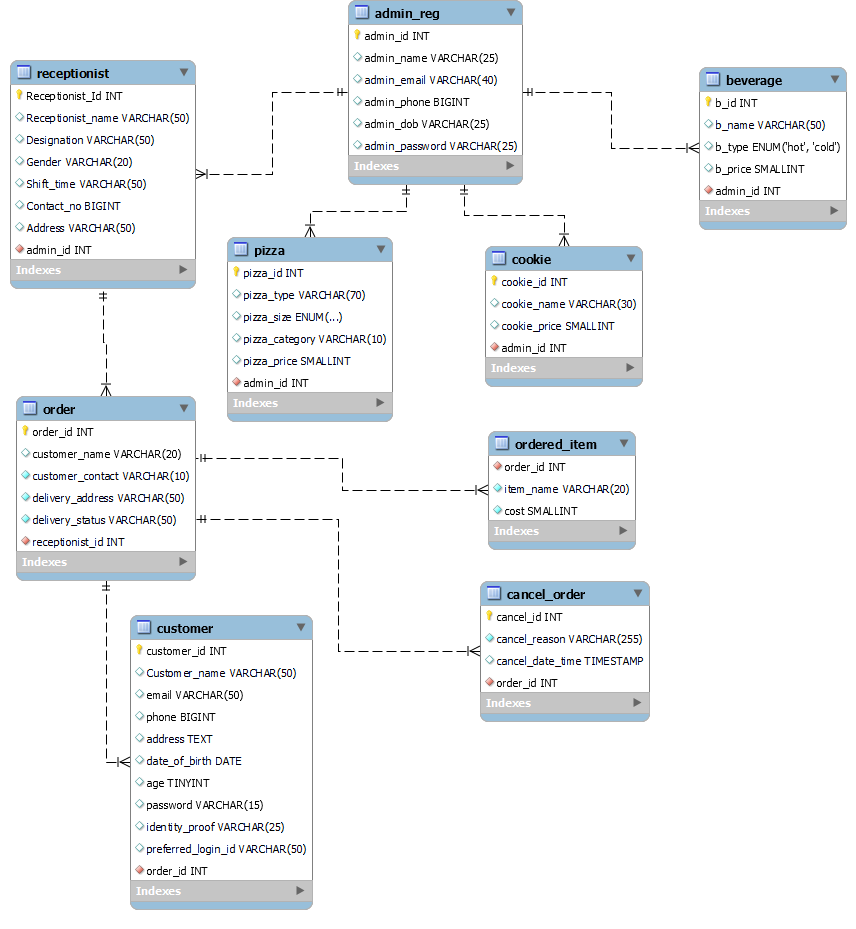 admin_reg
admin_id INT
admin_name VARCHAR(25)
admin_email VARCHAR(40)
admin_phone BIGINT
admin_dob VARCHAR(25)
admin_password VARCHAR(25)
Indexes
receptionist
Receptionist_Id INT
Receptionist_name VARCHAR(50)
Designation VARCHAR(50)
Gender VARCHAR(20)
Shift_time VARCHAR(50)
Contact_no BIGINT
Address VARCHAR(50)
admin_id INT
Indexes
beverage
b_id INT
b_name VARCHAR(50)
b_type ENUM('hot', 'cold')
b_price SMALLINT
admin_id INT
Indexes
pizza
pizza_id INT
pizza_type VARCHAR(70)
pizza_size ENUM(...)
pizza_category VARCHAR(10)
pizza_price SMALLINT
admin_id INT
Indexes
cookie
cookie_id INT
cookie_name VARCHAR(30)
cookie_price SMALLINT
admin_id INT
Indexes
order
order_id INT
customer_name VARCHAR(20)
customer_contact VARCHAR(10)
delivery_address VARCHAR(50)
delivery_status VARCHAR(50)
receptionist_id INT
Indexes
ordered_item
order_id INT
item_name VARCHAR(20)
cost SMALLINT
Indexes
cancel_order
cancel_id INT
cancel_reason VARCHAR(255)
cancel_date_time TIMESTAMP
order_id INT
Indexes
customer
customer_id INT
Customer_name VARCHAR(50)
email VARCHAR(50)
phone BIGINT
address TEXT
date_of_birth DATE
age TINYINT
password VARCHAR(15)
identity_proof VARCHAR(25)
preferred_login_id VARCHAR(50)
order_id INT
Indexes